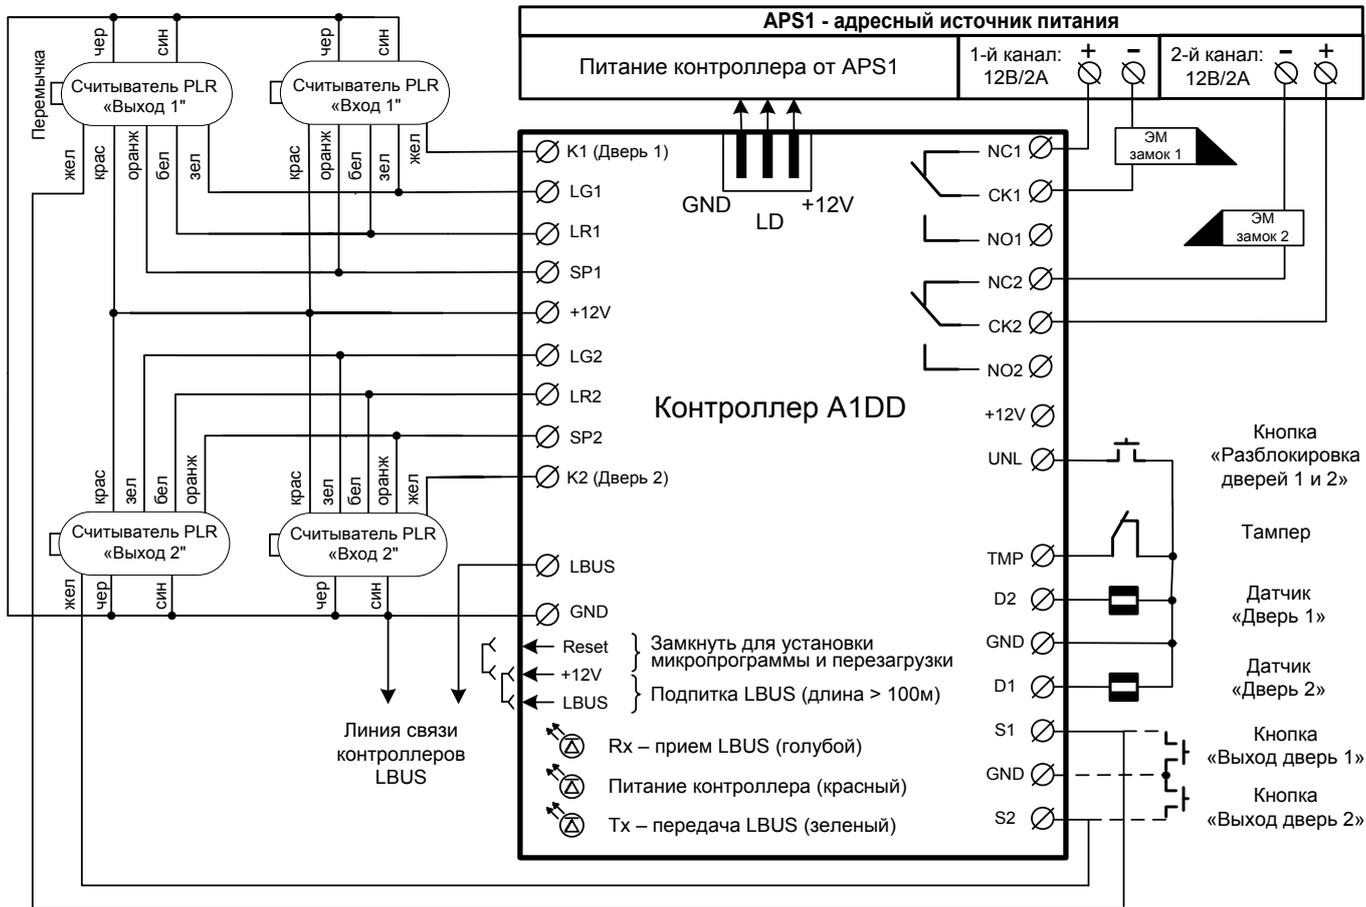 APS1 - адресный источник питания
Питание контроллера от APS1
1-й канал:
12В/2А
+
–
2-й канал:
12В/2А
–
+
чер
син
чер
син
Перемычка
Считыватель PLR
«Выход 1"
Считыватель PLR
«Вход 1"
жел
крас
оранж
бел
зел
крас
оранж
бел
зел
жел
K1 (Дверь 1)
LG1
LR1
SP1
+12V
LG2
LR2
SP2
K2 (Дверь 2)
LBUS
GND
GND
LD
+12V
NC1
CK1
NO1
NC2
CK2
NO2
+12V
UNL
TMP
D2
GND
D1
S1
GND
S2
ЭМ
замок 1
ЭМ
замок 2
Контроллер A1DD
крас
зел
бел
оранж
крас
зел
бел
оранж
жел
Считыватель PLR
«Выход 2"
Считыватель PLR
«Вход 2"
жел
чер
син
чер
син
Reset
+12V
LBUS
Замкнуть для установки
микропрограммы и перезагрузки
Подпитка LBUS (длина > 100м)
Линия связи
контроллеров
LBUS
Rx – прием LBUS (голубой)
Питание контроллера (красный)
Tx – передача LBUS (зеленый)
Кнопка
«Разблокировка
дверей 1 и 2»
Тампер
Датчик
«Дверь 1»
Датчик
«Дверь 2»
Кнопка
«Выход дверь 1»
Кнопка
«Выход дверь 2»